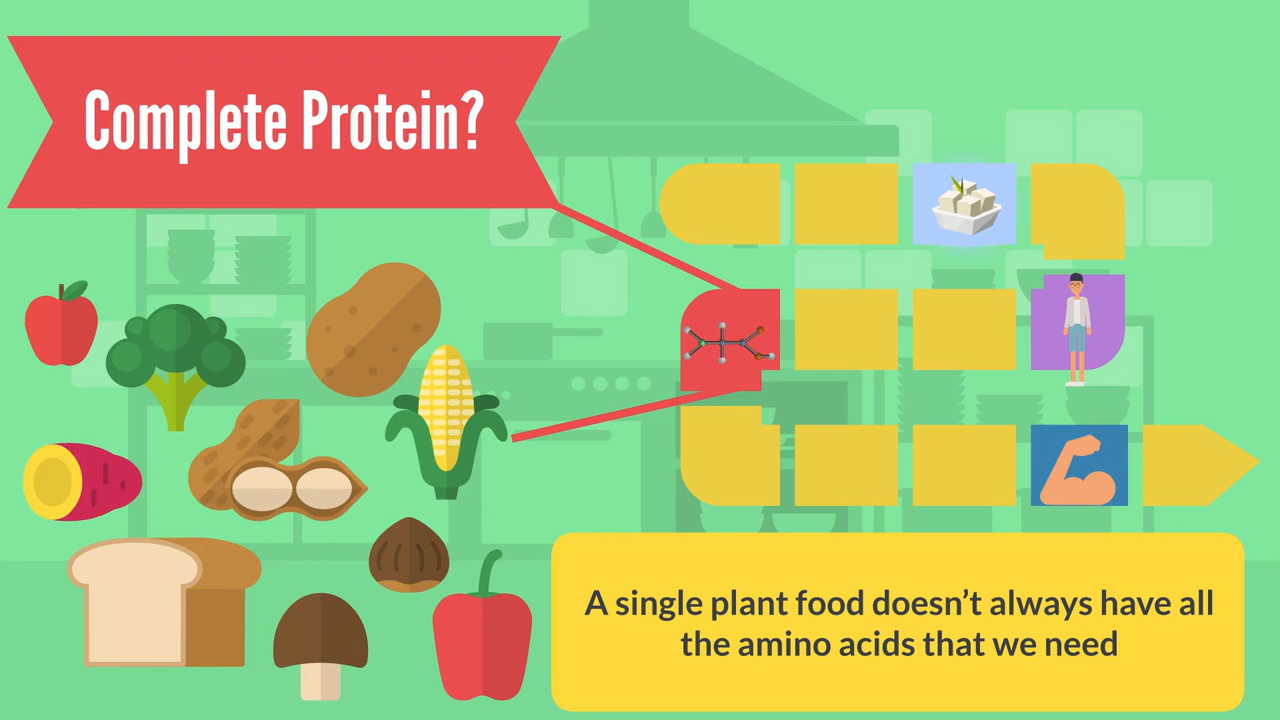 Complete Protein?
A single plant food doesn’t always have all
the amino acids that we need